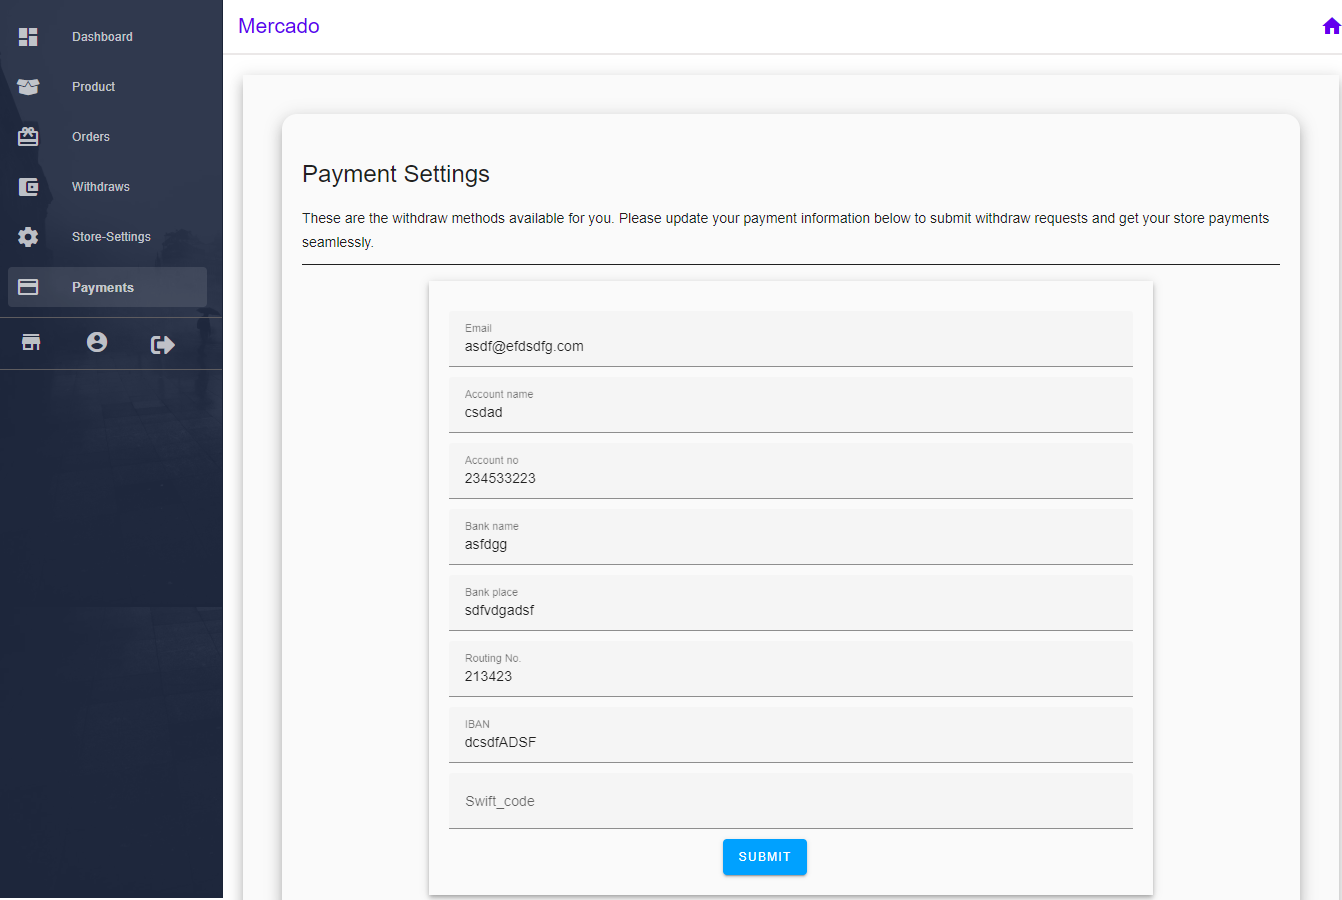 Dashboard
Product
Orders
Withdraws
Store-Settings
Payments
Mercado
Payment Settings
These are the withdraw methods available for you. Please update your payment information below to submit withdraw requests and get your store payments
seamlessly.
Email
asdf@efdsdfg.com
Account name
csdad
Account no
234533223
Bank name
asfdgg
Bank place
sdfvdgadsf
Routing No.
213423
IBAN
dcsdfADSF
Swift_code
SUBMIT